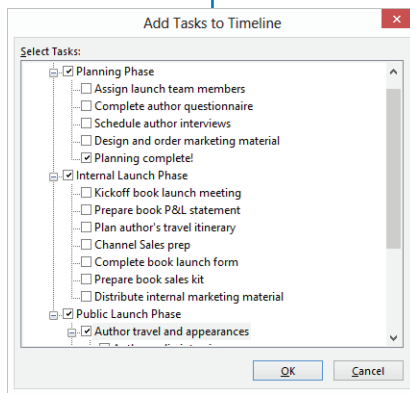 Add Tasks to Timeline
Select Tasks:
Planning Phase
Assign launch team members
Complete author questionnaire
Schedule author interviews
Design and order marketing material
Planning complete!
Internal Launch Phase
Kickoff book launch meeting
Prepare book P&L statement
Plan author's travel itinerary
Channel Sales prep
Complete book launch form
Prepare book sales kit
Distribute internal marketing material
Public Launch Phase
Author travel and appearances
OK
Cancel